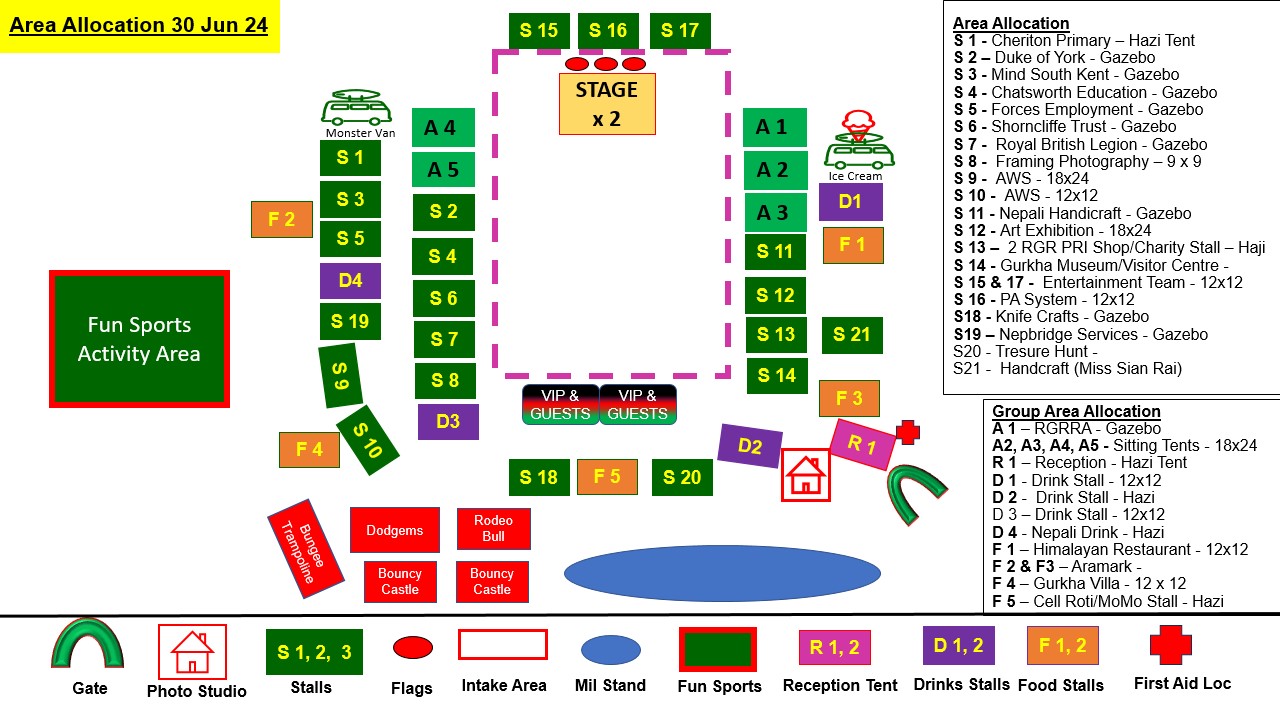 Area Allocation 30 Jun 24
S 15
S 16
S 17
STAGE
x 2
Monster Van
A 4
A 5
S 1
S 3
S 5
D4
S 19
S 9
S 10
F 2
F 4
S 2
S 4
S 6
S 7
S 8
D3
A 1
A 2
A 3
S 11
S 12
S 13
S 14
Ice Cream
D1
F 1
S 21
F 3
R 1
D2
Fun Sports
Activity Area
VIP &
GUESTS
VIP &
GUESTS
S 18
F 5
S 20
Bungee
Trampoline
Dodgems
Rodeo
Bull
Bouncy
Castle
Bouncy
Castle
Area Allocation
S 1 - Cheriton Primary – Hazi Tent
S 2 – Duke of York - Gazebo
S 3 - Mind South Kent - Gazebo
S 4 - Chatsworth Education - Gazebo
S 5 - Forces Employment - Gazebo
S 6 - Shorncliffe Trust - Gazebo
S 7 - Royal British Legion - Gazebo
S 8 - Framing Photography – 9 x 9
S 9 - AWS - 18x24
S 10 - AWS - 12x12
S 11 - Nepali Handicraft - Gazebo
S 12 - Art Exhibition - 18x24
S 13 – 2 RGR PRI Shop/Charity Stall – Haji
S 14 - Gurkha Museum/Visitor Centre -
S 15 & 17 - Entertainment Team - 12x12
S 16 - PA System - 12x12
S18 - Knife Crafts - Gazebo
S19 – Nepbridge Services - Gazebo
S20 - Tresure Hunt -
S21 - Handcraft (Miss Sian Rai)
Group Area Allocation
A 1 – RGRRA - Gazebo
A2, A3, A4, A5 - Sitting Tents - 18x24
R 1 – Reception - Hazi Tent
D 1 - Drink Stall - 12x12
D 2 - Drink Stall - Hazi
D 3 – Drink Stall - 12x12
D 4 - Nepali Drink - Hazi
F 1 – Himalayan Restaurant - 12x12
F 2 & F3 – Aramark -
F 4 – Gurkha Villa - 12 x 12
F 5 – Cell Roti/MoMo Stall - Hazi
S 1, 2, 3
R 1, 2
D 1, 2
F 1, 2
Gate
Photo Studio
Stalls
Flags
Intake Area
Mil Stand
Fun Sports
Reception Tent
Drinks Stalls
Food Stalls
First Aid Loc